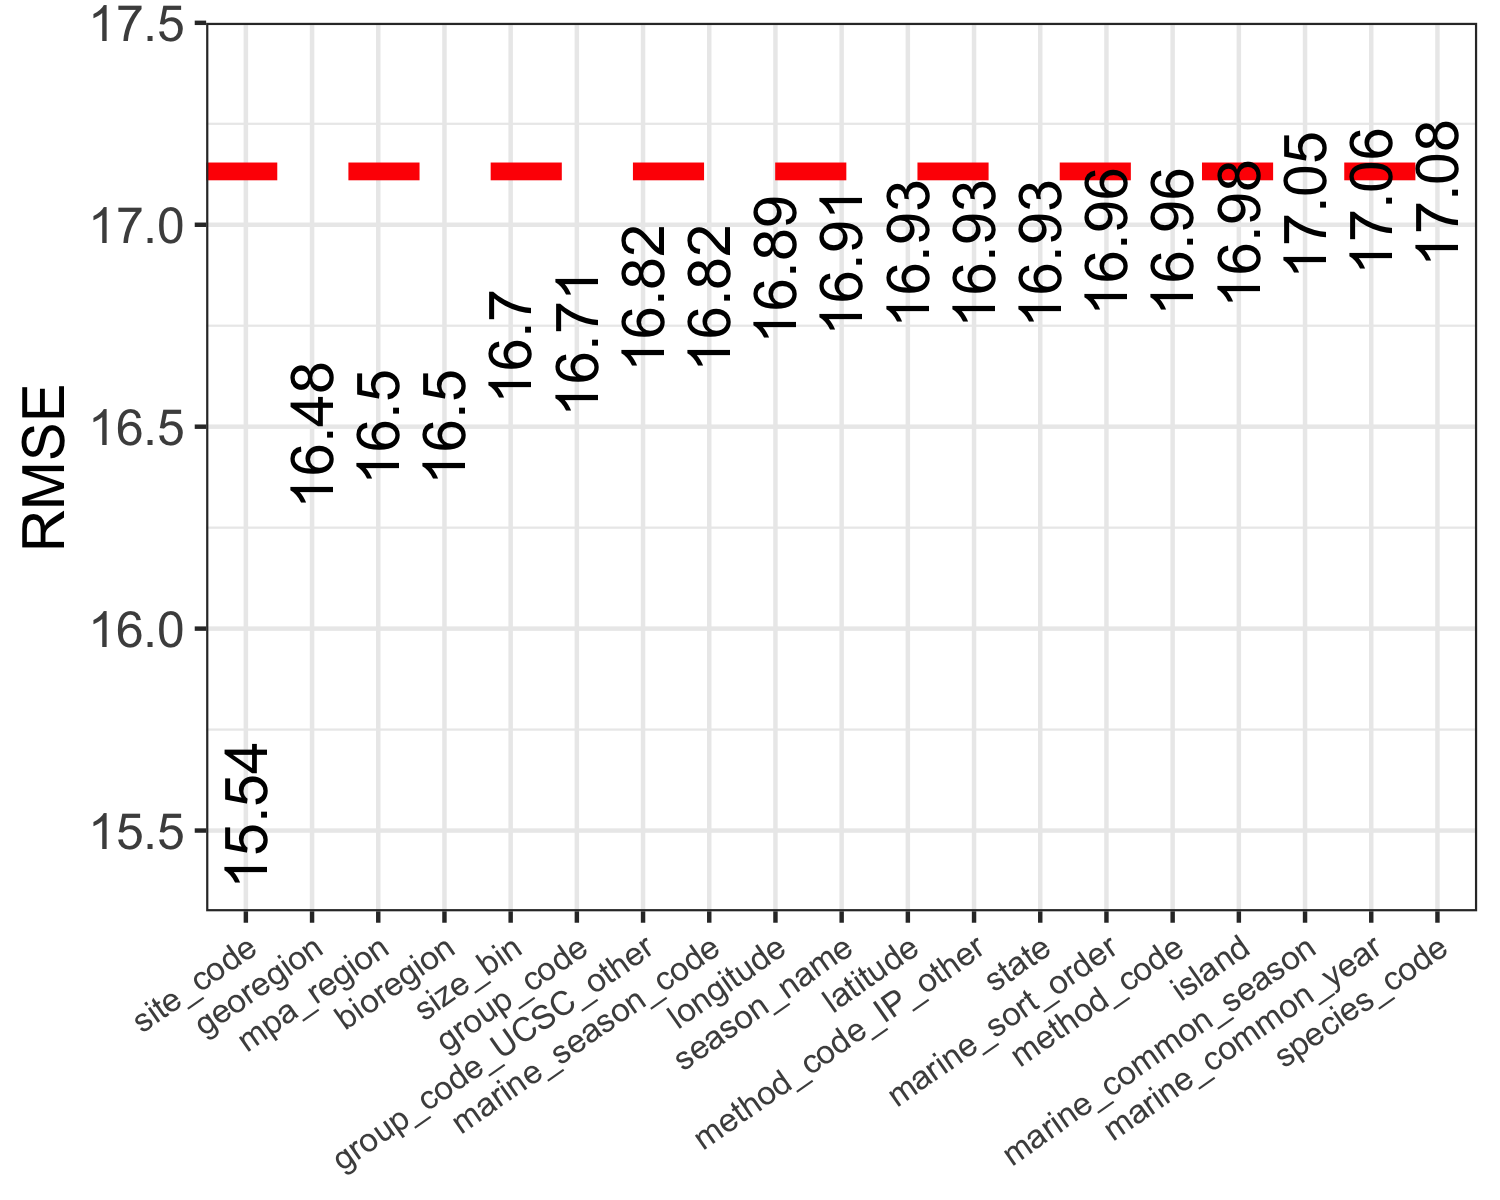 RMSE
17.5
17.0
16.5
16.0
15.5
15.54
16.48
16.5
16.5
16.7
16.71
16.82
16.82
16.89
16.91
16.93
16.93
16.93
16.96
16.96
16.98
17.05
17.06
17.08
site_code
georegion
mpa_region
bioregion
size_bin
group_code
group_code_UCSC_other
marine_season_code
longitude
season_name
latitude
method_code_IP_other
state
marine_sort_order
method_code
island
marine_common_season
marine_common_year
species_code